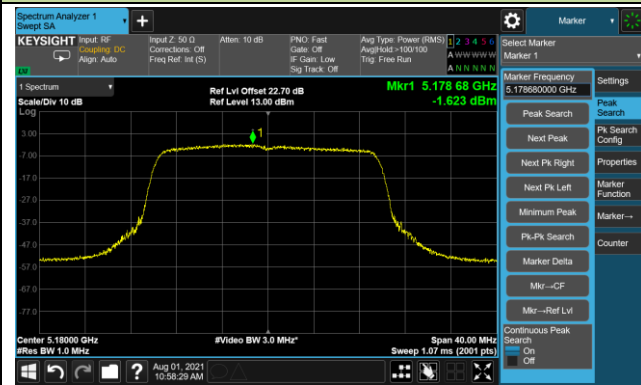 Spectrum Analyzer 1
Swept SA
Marker
KEYSIGHT Input: RF
Coupling: DC
Align: Auto
Input Z: 50 Ω
Corrections: Off
Freq Ref: Int (S)
Atten: 10 dB
PNO: Fast
Gate: Off
IF Gain: Low
Sig Track: Off
Avg Type: Power (RMS)
Avg|Hold:>100/100
Trig: Free Run
1 2 3 4 5 6
A W W W W W
A N N N N N
Select Marker
Marker 1
LXI
1 Spectrum
Scale/Div 10 dB
Log
Ref Lvl Offset 22.70 dB
Ref Level 13.00 dBm
Mkr1 5.178 68 GHz
-1.623 dBm
3.00
-7.00
-17.0
-27.0
-37.0
-47.0
-57.0
-67.0
-77.0
1
Center 5.18000 GHz
#Res BW 1.0 MHz
#Video BW 3.0 MHz*
Span 40.00 MHz
Sweep 1.07 ms (2001 pts)
Marker Frequency
5.178680000 GHz
Peak Search
Next Peak
Next Pk Right
Next Pk Left
Minimum Peak
Pk-Pk Search
Marker Delta
Mkr→CF
Mkr→Ref Lvl
Continuous Peak
Search
On
Off
Settings
Peak
Search
Pk Search
Config
Properties
Marker
Function
Marker→
Counter
Aug 01, 2021
10:58:29 AM